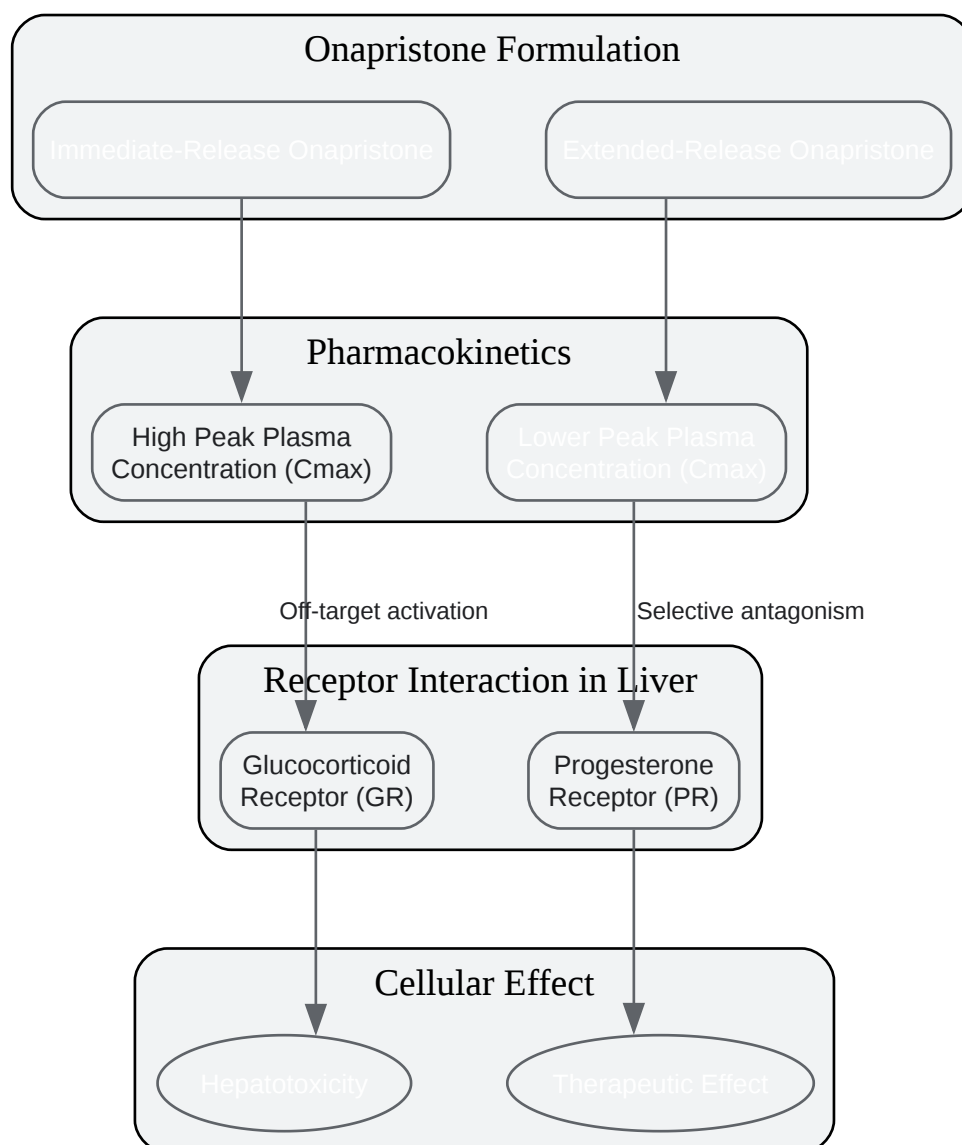 Onapristone Formulation
Immediate-Release Onapristone
Extended-Release Onapristone
Pharmacokinetics
High Peak Plasma
Concentration (Cmax)
Lower Peak Plasma
Concentration (Cmax)
Off-target activation
Selective antagonism
Receptor Interaction in Liver
Glucocorticoid
Receptor (GR)
Progesterone
Receptor (PR)
Cellular Effect
Hepatotoxicity
Therapeutic Effect